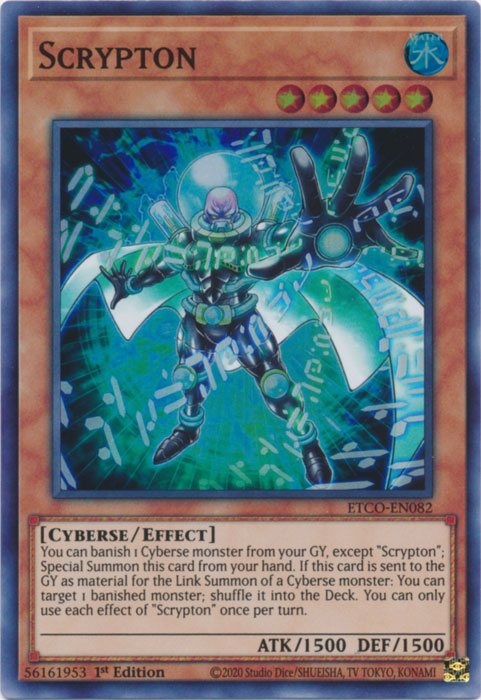 SCRYPTON
WATER
水
ETCO-EN082
[CYBERSE/EFFECT]
You can banish 1 Cyberse monster from your GY, except "Scrypton";
Special Summon this card from your hand. If this card is sent to the
GY as material for the Link Summon of a Cyberse monster: You can
target 1 banished monster; shuffle it into the Deck. You can only
use each effect of "Scrypton" once per turn.
ATK/1500 DEF/1500
56161953 1st Edition ©2020 Studio Dice/SHUEISHA, TV TOKYO, KONAMI